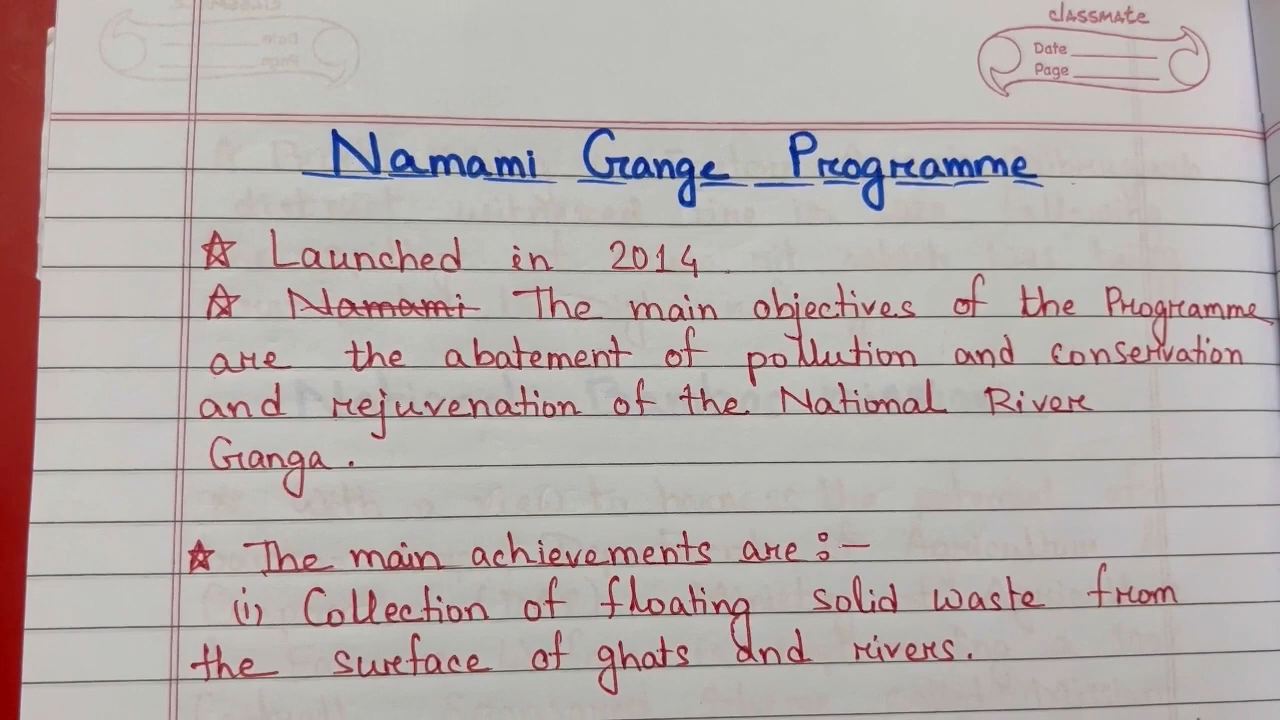 classmate
Date
Page
Namami Gange Programme
☆ Launched in 2014
☆ Namami The main objectives of the Programme
are the abatement of pollution and conservation
and rejuvenation of the National River
Ganga.
☆ The main achievements are :-
(i) Collection of floating solid waste from
the surface of ghats and rivers.